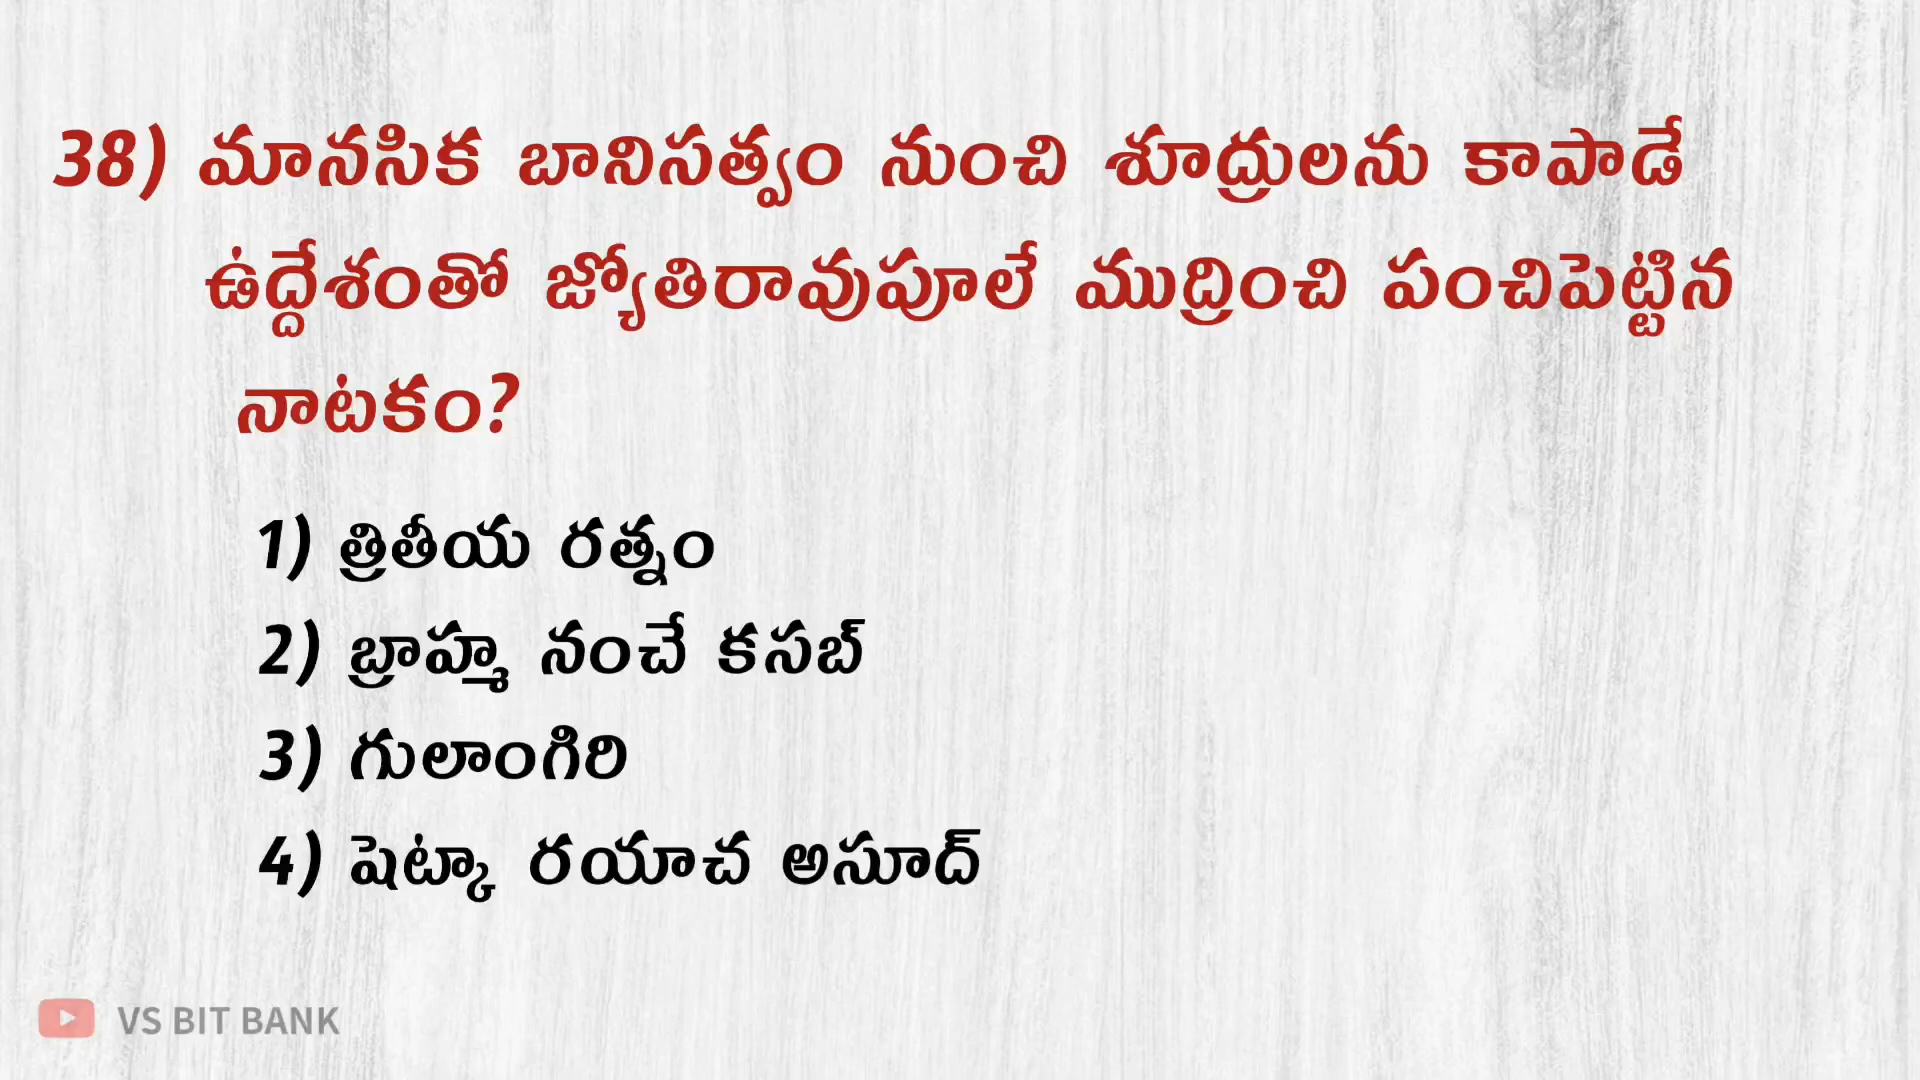 38) మానసిక బానిసత్వం నుంచి శూద్రులను కాపాడే
ఉద్దేశంతో జ్యోతిరావుపూలే ముద్రించి పంచిపెట్టిన
నాటకం?
1) త్రితీయ రత్నం
2) బ్రాహ్మ నంచే కసబ్
3) గులాంగిరి
4) షెట్కా రయాచ అసూద్
VS BIT BANK